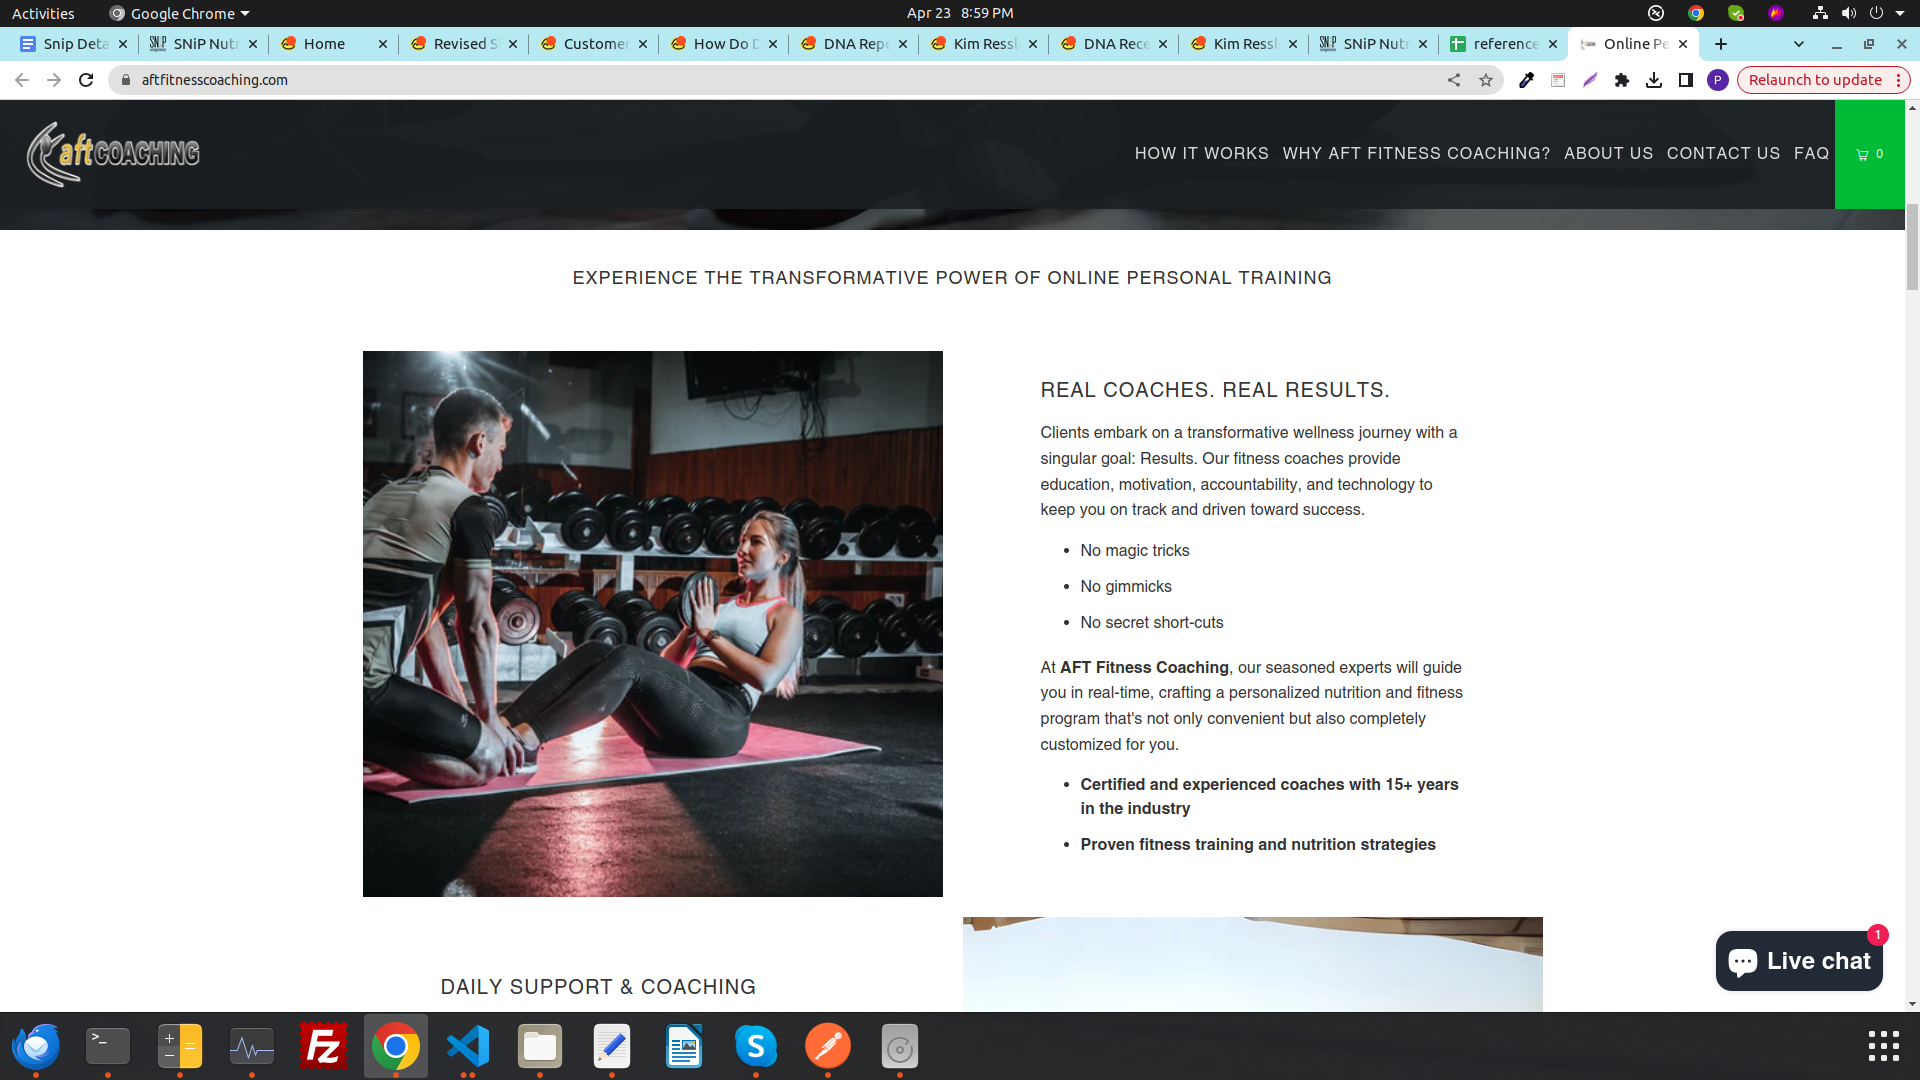 Activities
Google Chrome
Apr 23 8:59 PM
Snip Deta
SNiP Nutr
Home
Revised S
Customer
How Do D
DNA Repo
Kim Ressl
DNA Rece
Kim Ressl
SNiP Nutr
reference
Online Pe
aftfitnesscoaching.com
P
Relaunch to update
aftCOACHING
HOW IT WORKS
WHY AFT FITNESS COACHING?
ABOUT US
CONTACT US
FAQ
0
EXPERIENCE THE TRANSFORMATIVE POWER OF ONLINE PERSONAL TRAINING
REAL COACHES. REAL RESULTS.
Clients embark on a transformative wellness journey with a
singular goal: Results. Our fitness coaches provide
education, motivation, accountability, and technology to
keep you on track and driven toward success.
• No magic tricks
• No gimmicks
• No secret short-cuts
At AFT Fitness Coaching, our seasoned experts will guide
you in real-time, crafting a personalized nutrition and fitness
program that's not only convenient but also completely
customized for you.
• Certified and experienced coaches with 15+ years
in the industry
• Proven fitness training and nutrition strategies
DAILY SUPPORT & COACHING
1
Live chat